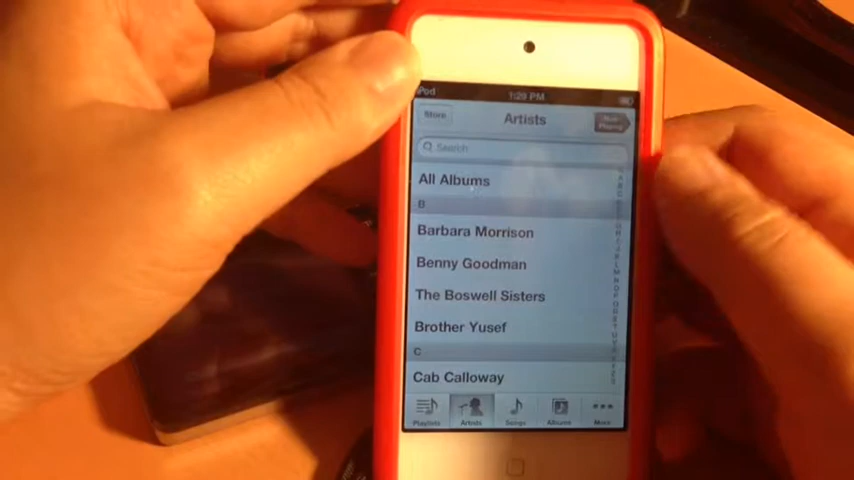 iPod 1:29 PM
Store Artists Now Playing
Search
All Albums
B
Barbara Morrison
Benny Goodman
The Boswell Sisters
Brother Yusef
C
Cab Calloway
Playlists Artists Songs Albums More